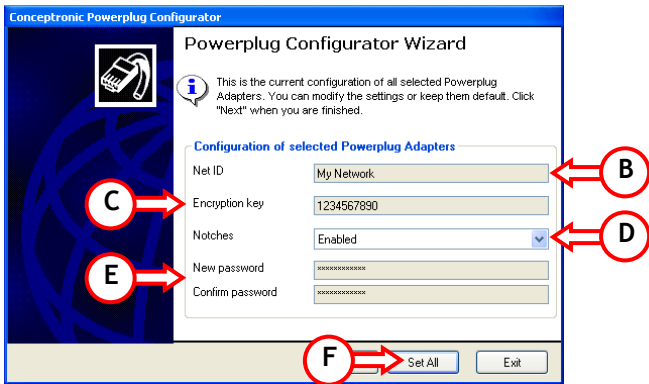 Conceptronic Powerplug Configurator
Powerplug Configurator Wizard
This is the current configuration of all selected Powerplug
Adapters. You can modify the settings or keep them default. Click
"Next" when you are finished.
Configuration of selected Powerplug Adapters
Net ID
My Network
B
C
Encryption key
1234567890
Notches
Enabled
D
E
New password
xxxxxxxxxxxx
Confirm password
xxxxxxxxxxxx
F
Set All
Exit